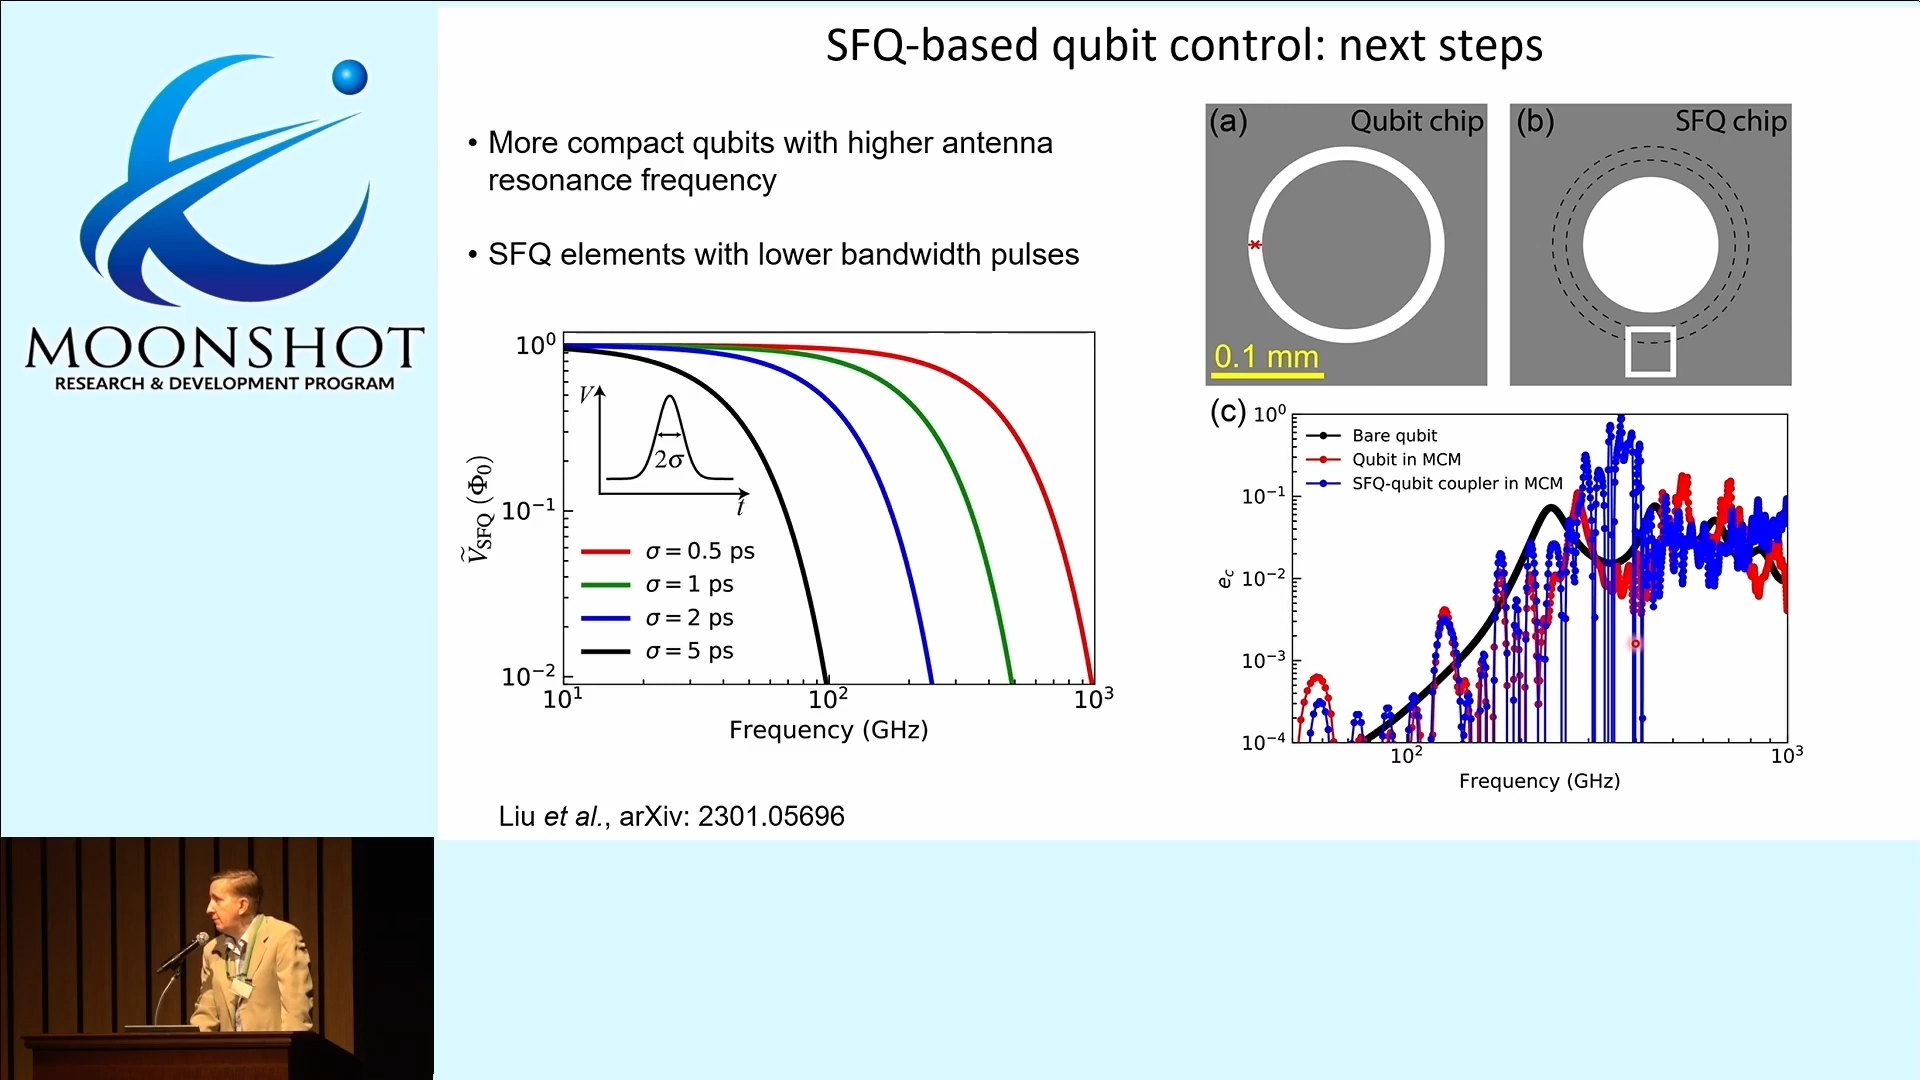 SFQ-based qubit control: next steps
MOONSHOT
RESEARCH & DEVELOPMENT PROGRAM
• More compact qubits with higher antenna
resonance frequency
• SFQ elements with lower bandwidth pulses
10⁰
10⁻¹
10⁻²
ṼSFQ (Φ₀)
V
2σ
t
σ = 0.5 ps
σ = 1 ps
σ = 2 ps
σ = 5 ps
10¹ 10² 10³
Frequency (GHz)
Liu et al., arXiv: 2301.05696
(a) Qubit chip
0.1 mm
(b) SFQ chip
(c)
10⁰
10⁻¹
10⁻²
10⁻³
10⁻⁴
e_c
Bare qubit
Qubit in MCM
SFQ-qubit coupler in MCM
10² 10³
Frequency (GHz)